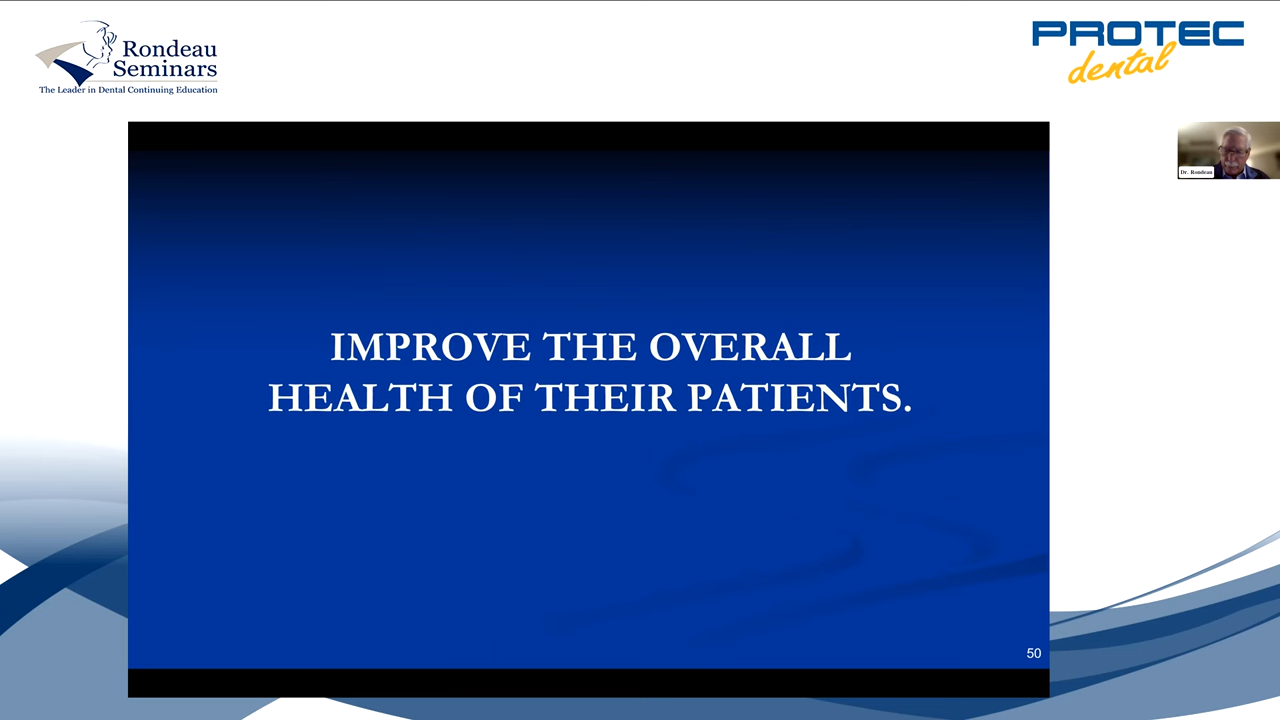 Rondeau
Seminars
The Leader in Dental Continuing Education
PROTEC
dental
Dr. Rondeau
IMPROVE THE OVERALL
HEALTH OF THEIR PATIENTS.
50